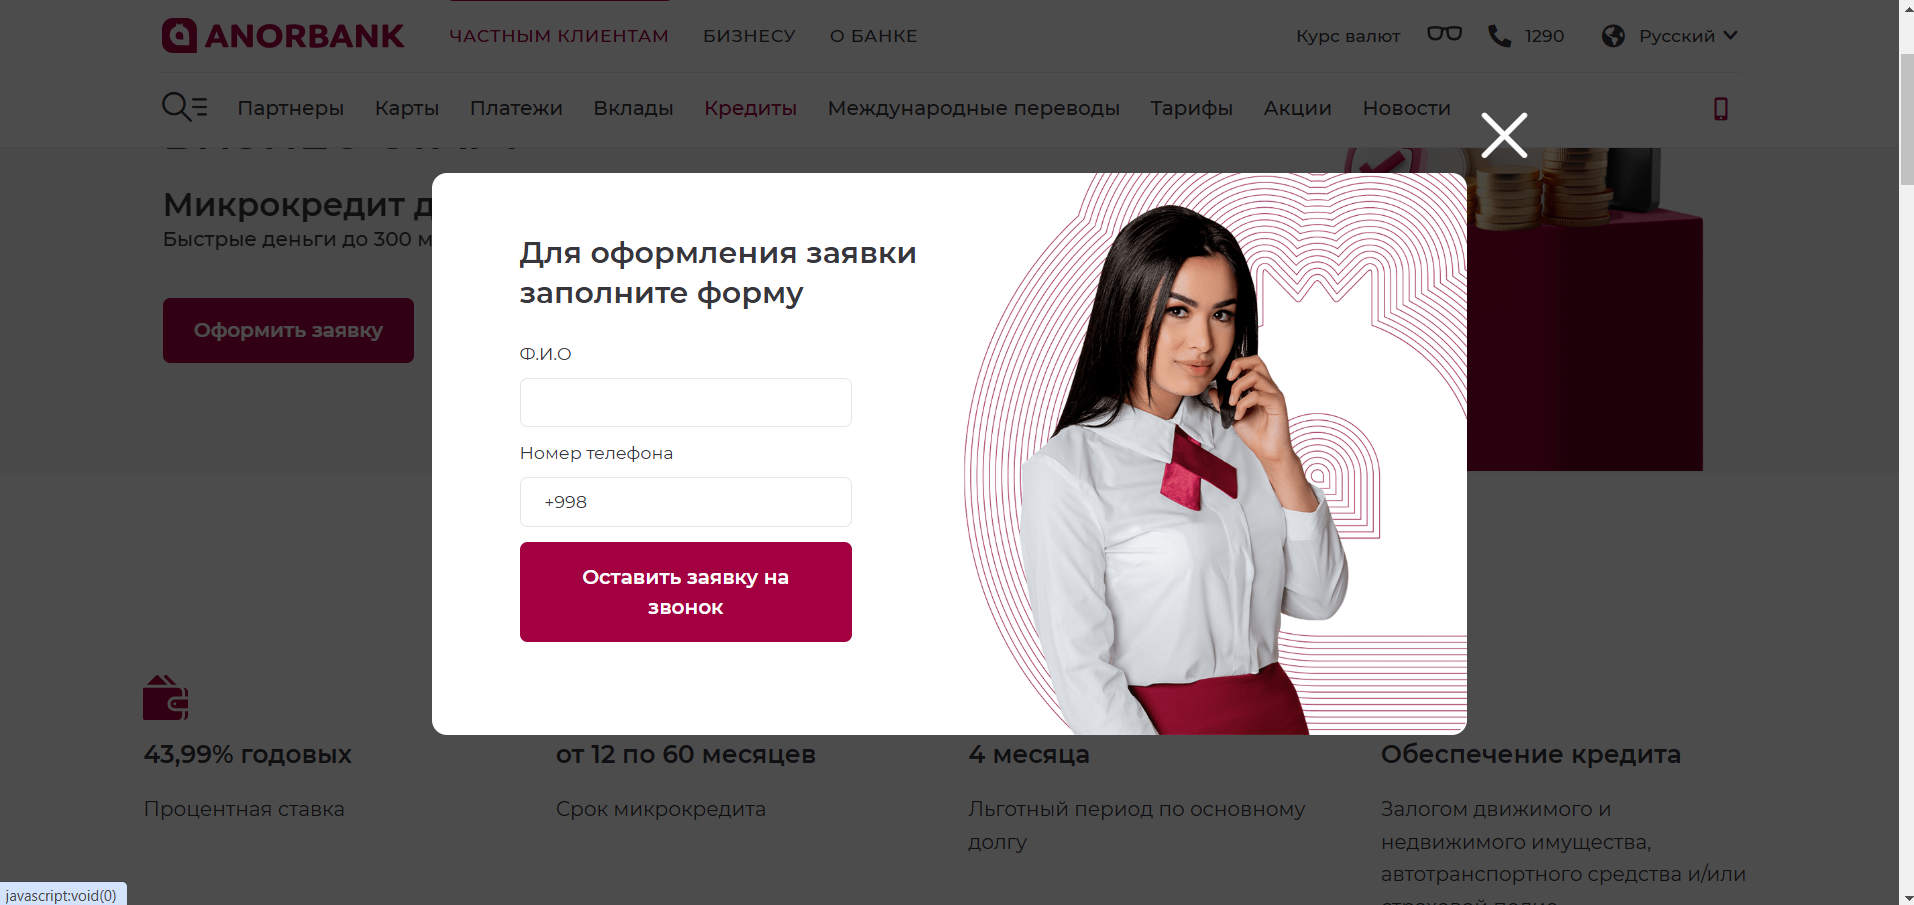 ANORBANK
ЧАСТНЫМ КЛИЕНТАМ
БИЗНЕСУ
О БАНКЕ
Курс валют
1290
Русский
Партнеры
Карты
Платежи
Вклады
Кредиты
Международные переводы
Тарифы
Акции
Новости
Микрокредит д
Быстрые деньги до 300 м
Оформить заявку
Для оформления заявки
заполните форму
Ф.И.О
Номер телефона
+998
Оставить заявку на
звонок
43,99% годовых
Процентная ставка
от 12 по 60 месяцев
Срок микрокредита
4 месяца
Льготный период по основному
долгу
Обеспечение кредита
Залогом движимого и
недвижимого имущества,
автотранспортного средства и/или
javascript:void(0)